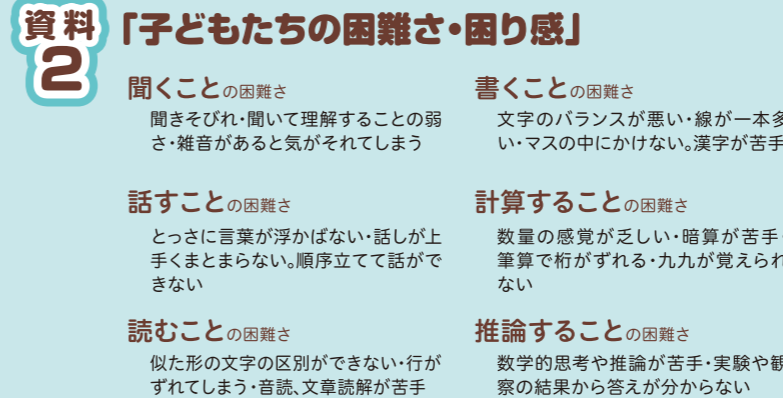 資料2
「子どもたちの困難さ・困り感」
聞くことの困難さ
聞きそびれ・聞いて理解することの弱
さ・雑音があると気がそれてしまう
話すことの困難さ
とっさに言葉が浮かばない・話しが上
手くまとまらない。順序立てて話がで
きない
読むことの困難さ
似た形の文字の区別ができない・行が
ずれてしまう・音読、文章読解が苦手
書くことの困難さ
文字のバランスが悪い・線が一本多
い・マスの中にかけない。漢字が苦手
計算することの困難さ
数量の感覚が乏しい・暗算が苦手・
筆算で桁がずれる・九九が覚えられ
ない
推論することの困難さ
数学的思考や推論が苦手・実験や観
察の結果から答えが分からない